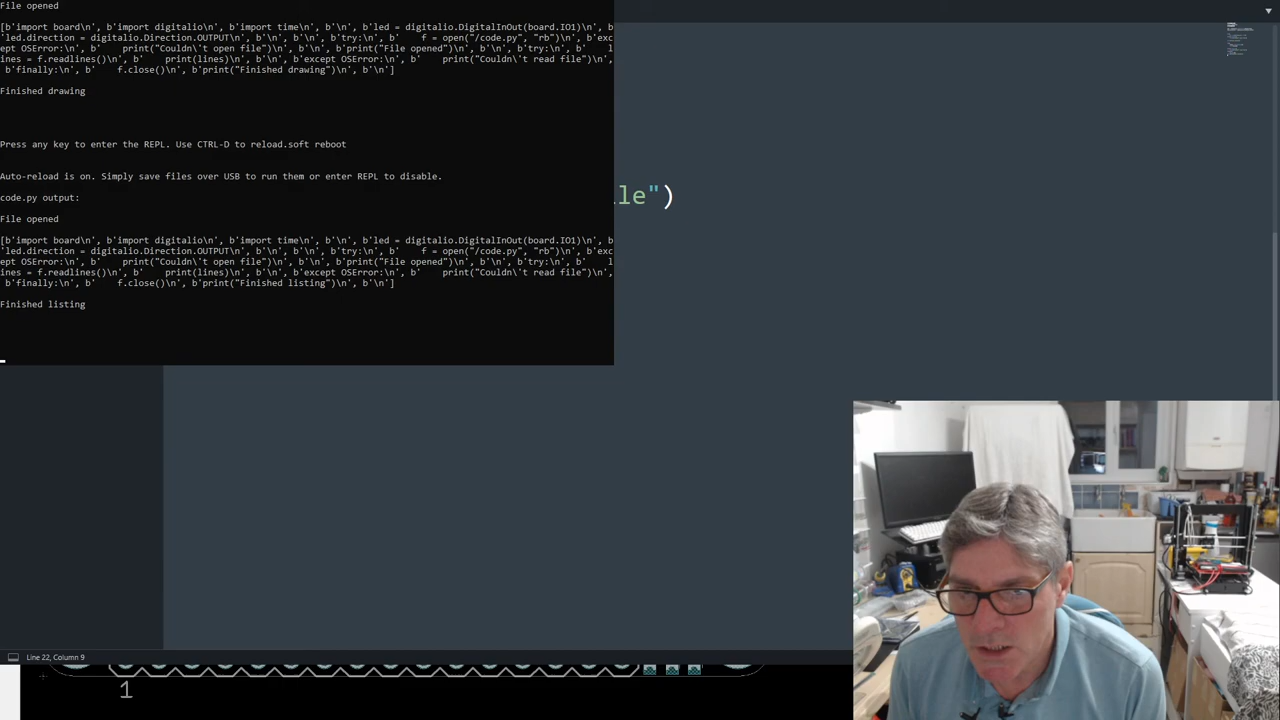 File opened
[b'import board\n', b'import digitalio\n', b'import time\n', b'\n', b'led = digitalio.DigitalInOut(board.IO1)\n', b
'led.direction = digitalio.Direction.OUTPUT\n', b'\n', b'\n', b'try:\n', b'    f = open("/code.py", "rb")\n', b'exc
ept OSError:\n', b'    print("Couldn\'t open file")\n', b'\n', b'print("File opened")\n', b'\n', b'try:\n', b'    l
ines = f.readlines()\n', b'    print(lines)\n', b'\n', b'except OSError:\n', b'    print("Couldn\'t read file")\n',
 b'finally:\n', b'    f.close()\n', b'print("Finished drawing")\n', b'\n']
Finished drawing
Press any key to enter the REPL. Use CTRL-D to reload.soft reboot
Auto-reload is on. Simply save files over USB to run them or enter REPL to disable.
code.py output:
le")
File opened
[b'import board\n', b'import digitalio\n', b'import time\n', b'\n', b'led = digitalio.DigitalInOut(board.IO1)\n', b
'led.direction = digitalio.Direction.OUTPUT\n', b'\n', b'\n', b'try:\n', b'    f = open("/code.py", "rb")\n', b'exc
ept OSError:\n', b'    print("Couldn\'t open file")\n', b'\n', b'print("File opened")\n', b'\n', b'try:\n', b'    l
ines = f.readlines()\n', b'    print(lines)\n', b'\n', b'except OSError:\n', b'    print("Couldn\'t read file")\n',
 b'finally:\n', b'    f.close()\n', b'print("Finished listing")\n', b'\n']
Finished listing
Line 22, Column 9
1